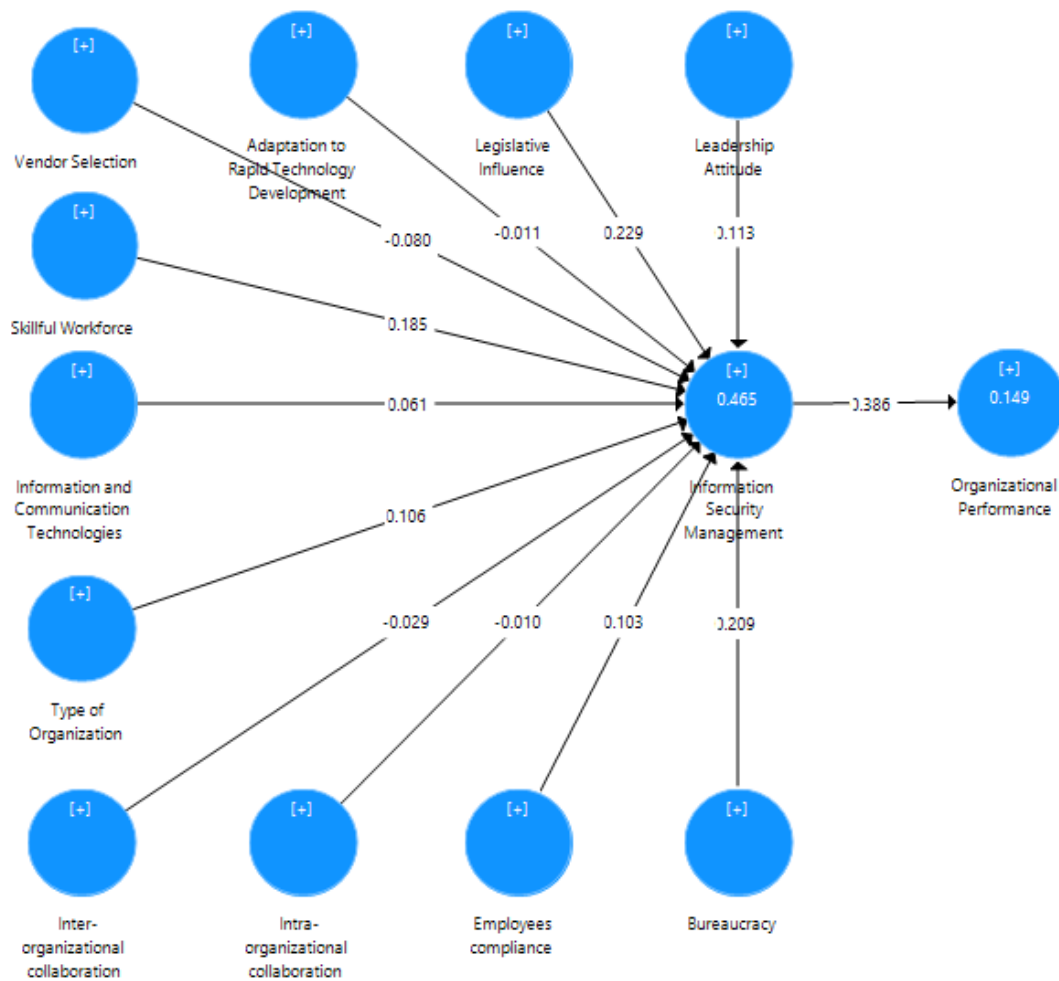 [+]
[+]
[+]
[+]
Vendor Selection
Adaptation to
Rapid Technology
Development
Legislative
Influence
Leadership
Attitude
[+]
-0.080
-0.011
0.229
0.113
Skillful Workforce
0.185
[+]
0.061
[+]
0.465
0.386
[+]
0.149
Information and
Communication
Technologies
Information
Security
Management
Organizational
Performance
0.106
[+]
-0.029
-0.010
0.103
0.209
Type of
Organization
[+]
[+]
[+]
[+]
Inter-
organizational
collaboration
Intra-
organizational
collaboration
Employees
compliance
Bureaucracy